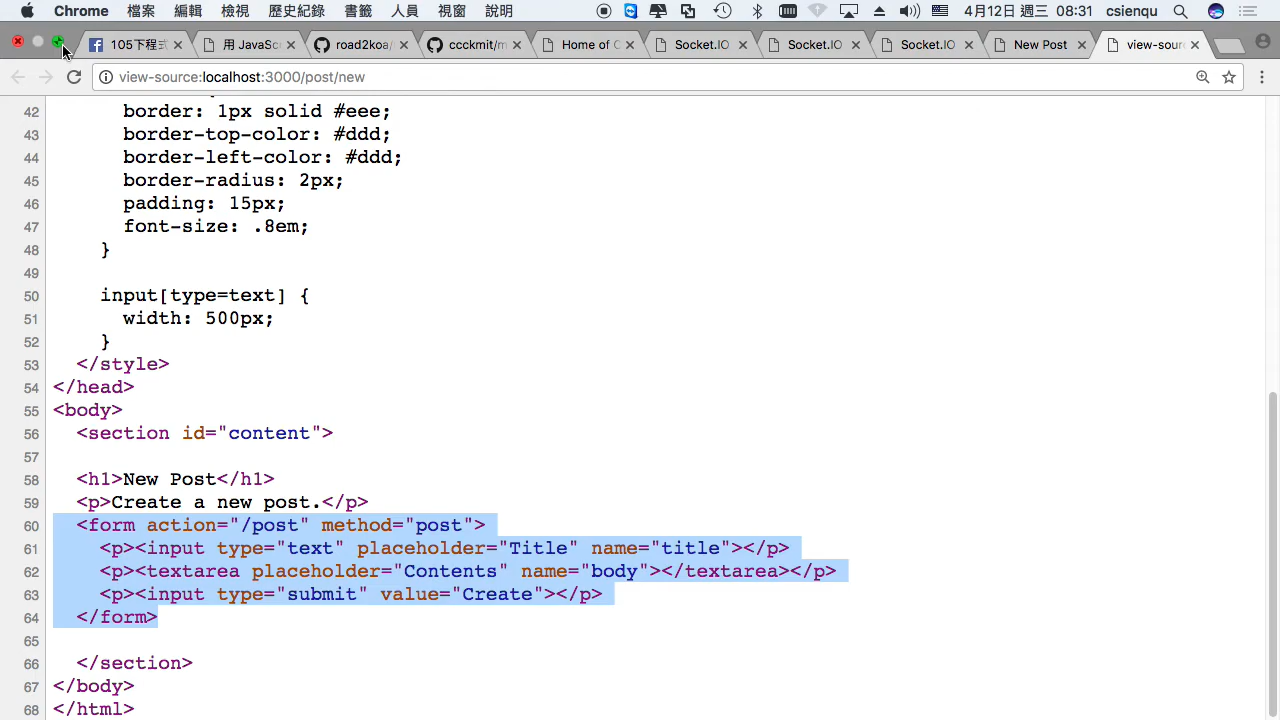 Chrome 檔案 編輯 檢視 歷史紀錄 書籤 人員 視窗 說明 4月12日 週三 08:31 csienqu
105下程式 用 JavaSc road2koa/ ccckmit/m Home of C Socket.IO Socket.IO Socket.IO New Post view-sour
view-source:localhost:3000/post/new
42 border: 1px solid #eee;
43 border-top-color: #ddd;
44 border-left-color: #ddd;
45 border-radius: 2px;
46 padding: 15px;
47 font-size: .8em;
48 }
49
50 input[type=text] {
51 width: 500px;
52 }
53 </style>
54 </head>
55 <body>
56 <section id="content">
57
58 <h1>New Post</h1>
59 <p>Create a new post.</p>
60 <form action="/post" method="post">
61 <p><input type="text" placeholder="Title" name="title"></p>
62 <p><textarea placeholder="Contents" name="body"></textarea></p>
63 <p><input type="submit" value="Create"></p>
64 </form>
65
66 </section>
67 </body>
68 </html>